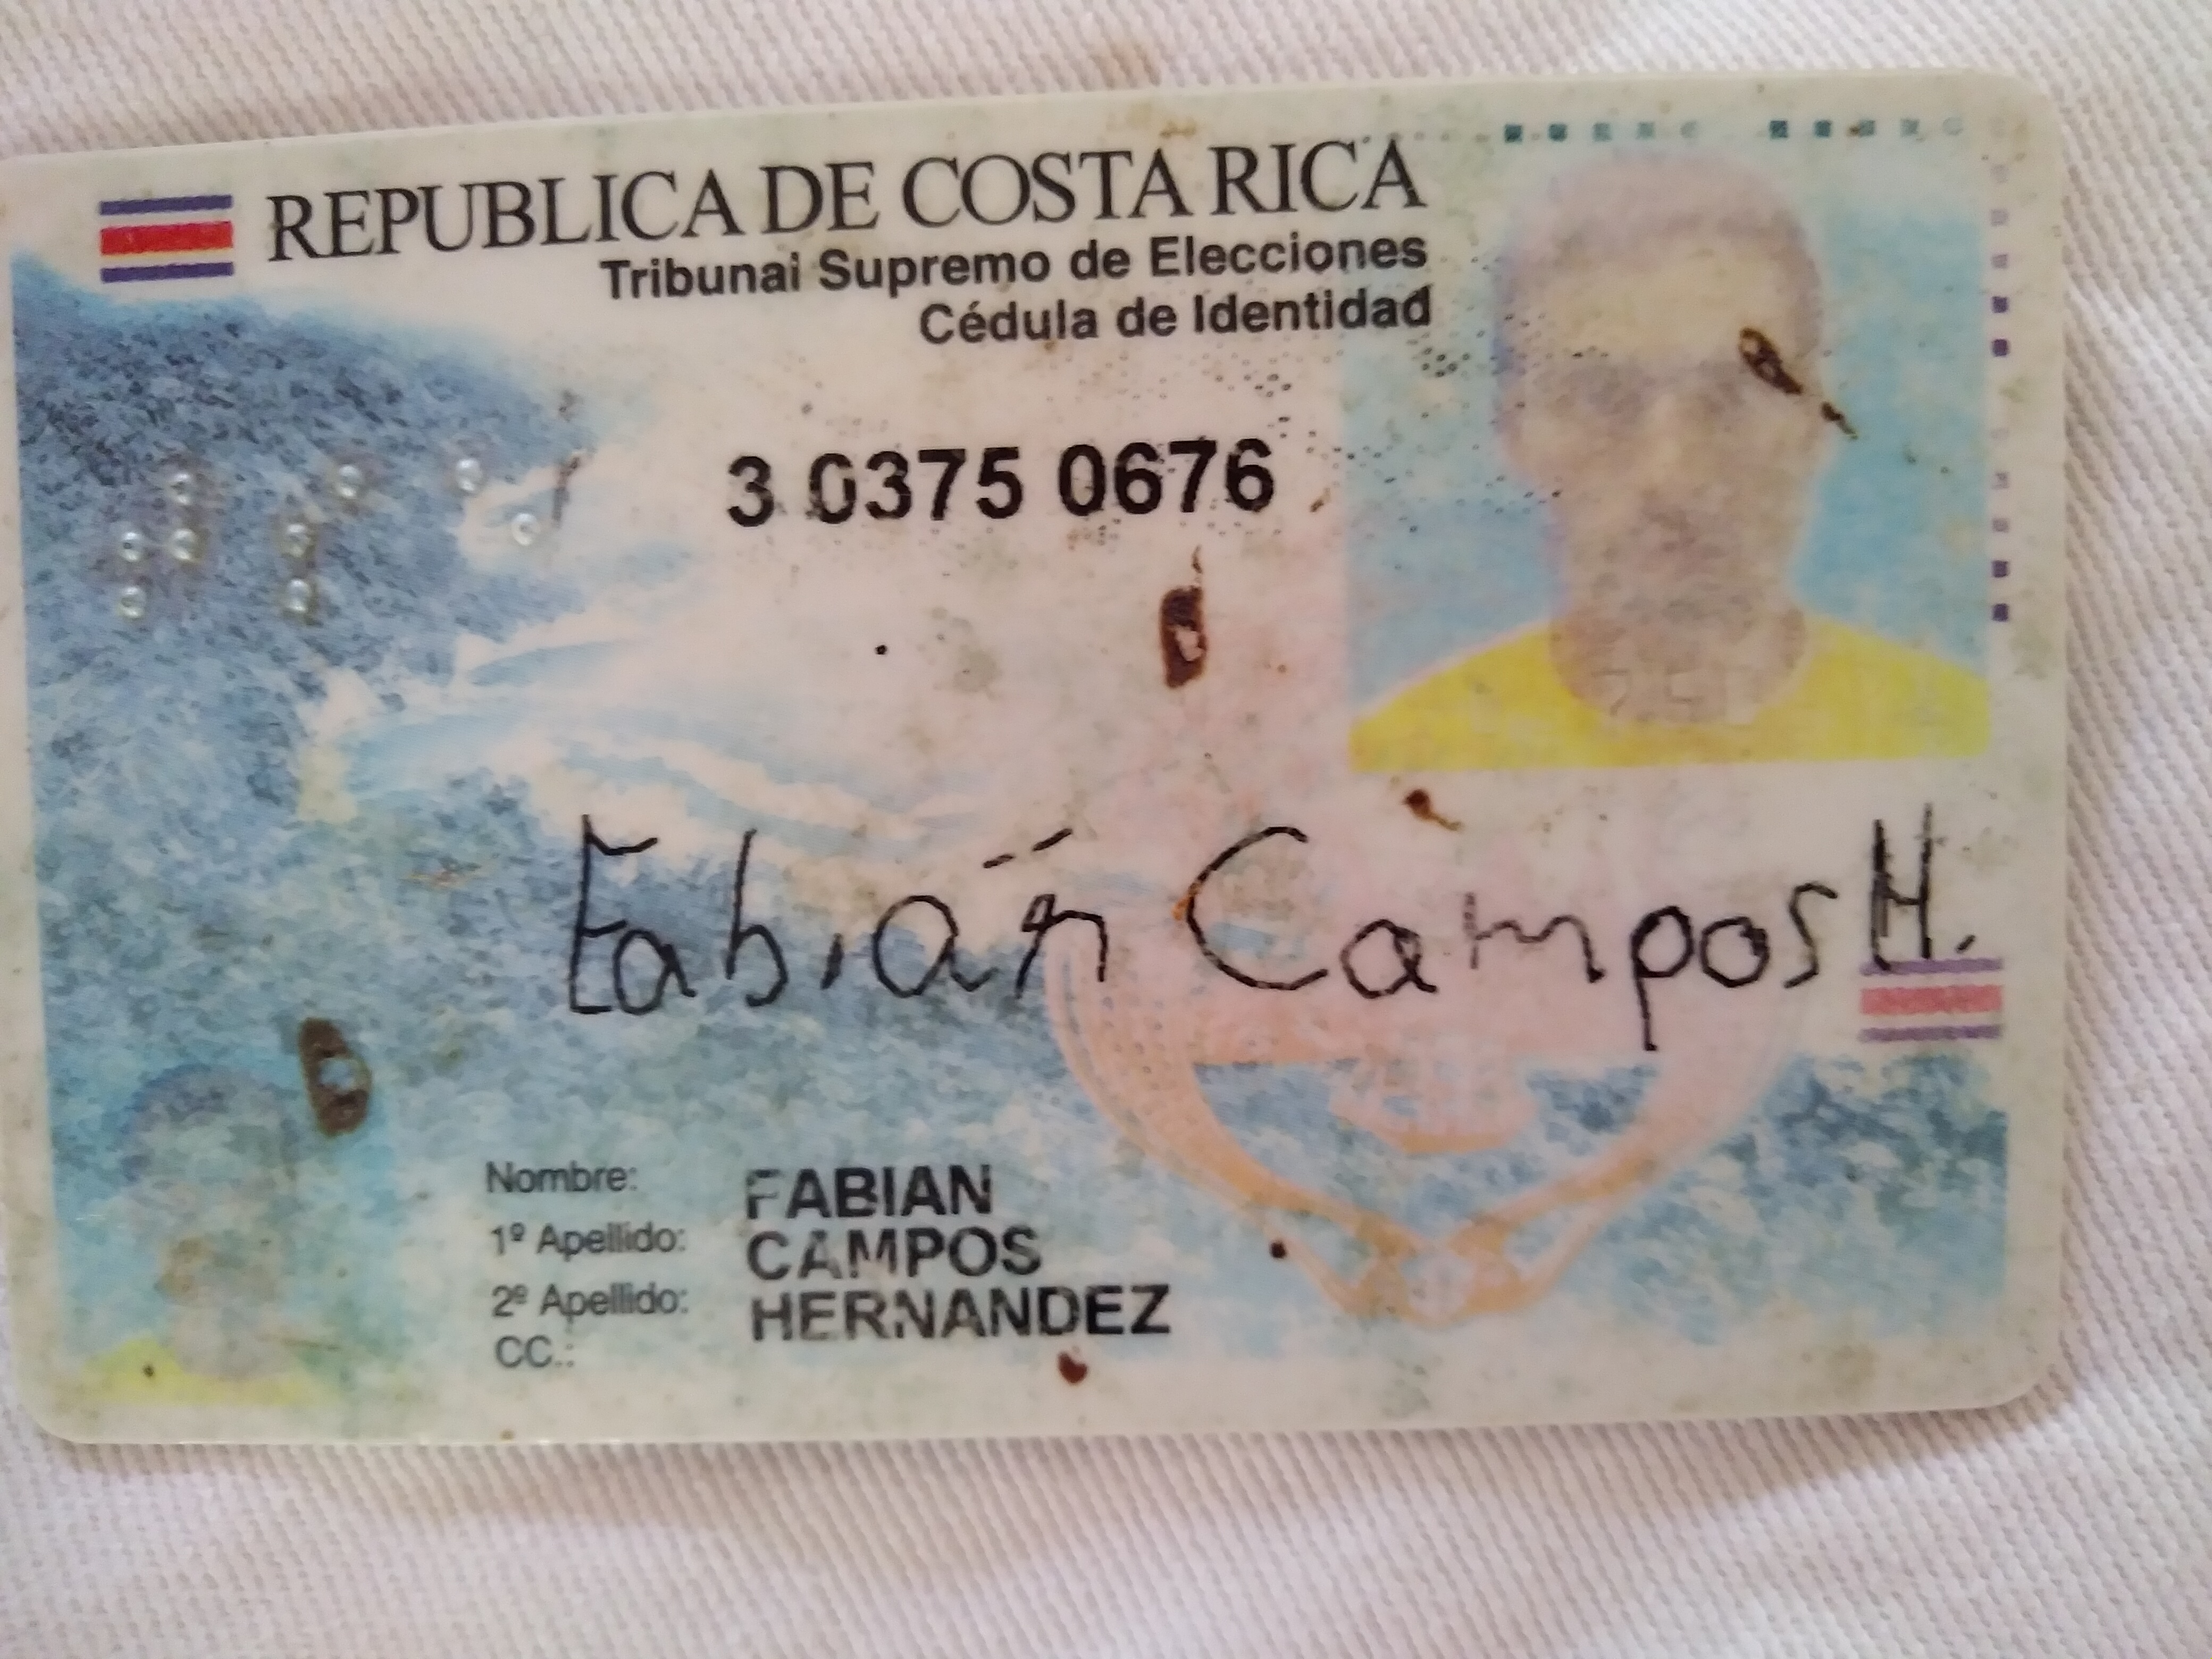 REPUBLICA DE COSTA RICA
Tribunal Supremo de Elecciones
Cédula de Identidad
3 0375 0676
Fabián Campos H.
Nombre: FABIAN
1º Apellido: CAMPOS
2º Apellido: HERNANDEZ
CC.: